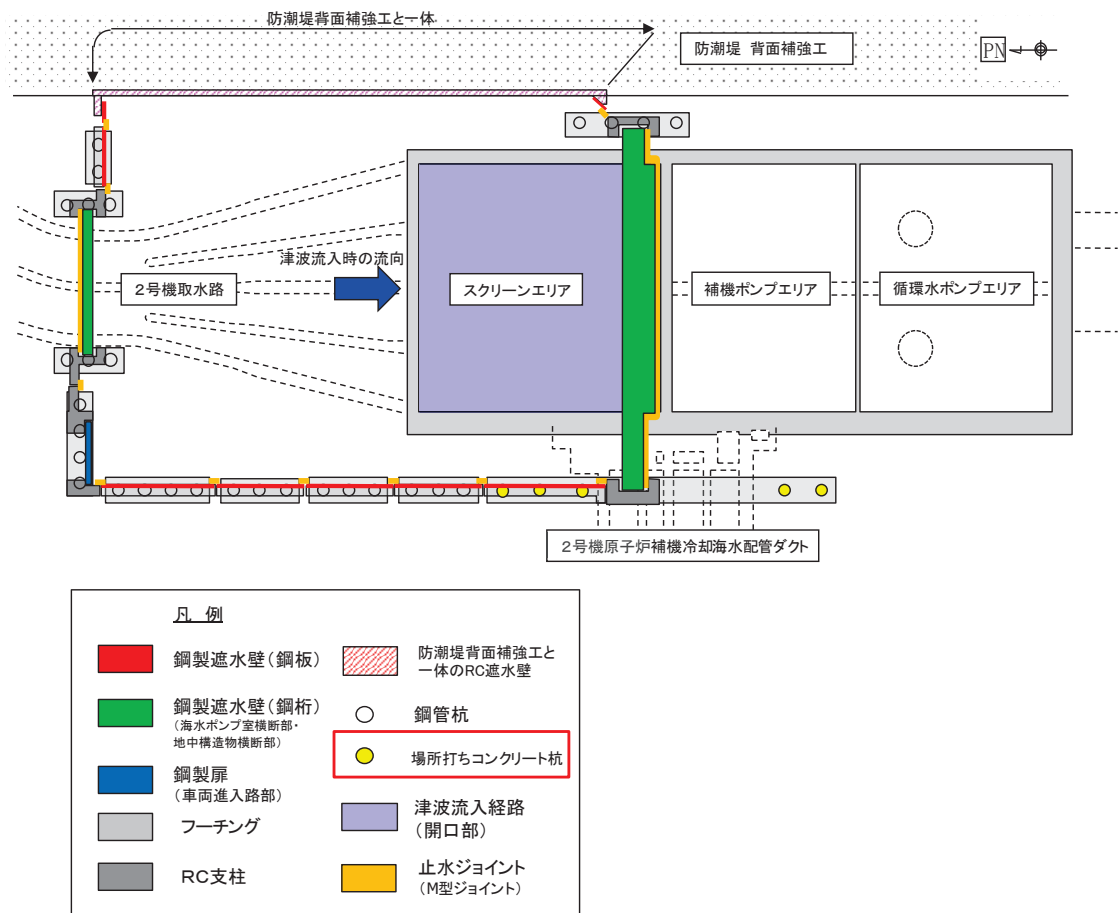 防潮堤背面補強工と一体
防潮堤 背面補強工
PN
津波流入時の流向
2号機取水路
スクリーンエリア
補機ポンプエリア
循環水ポンプエリア
2号機原子炉補機冷却海水配管ダクト
凡 例
鋼製遮水壁(鋼板)
鋼製遮水壁(鋼桁)
(海水ポンプ室横断部・
地中構造物横断部)
鋼製扉
(車両進入路部)
フーチング
RC支柱
防潮堤背面補強工と
一体のRC遮水壁
鋼管杭
場所打ちコンクリート杭
津波流入経路
(開口部)
止水ジョイント
(M型ジョイント)